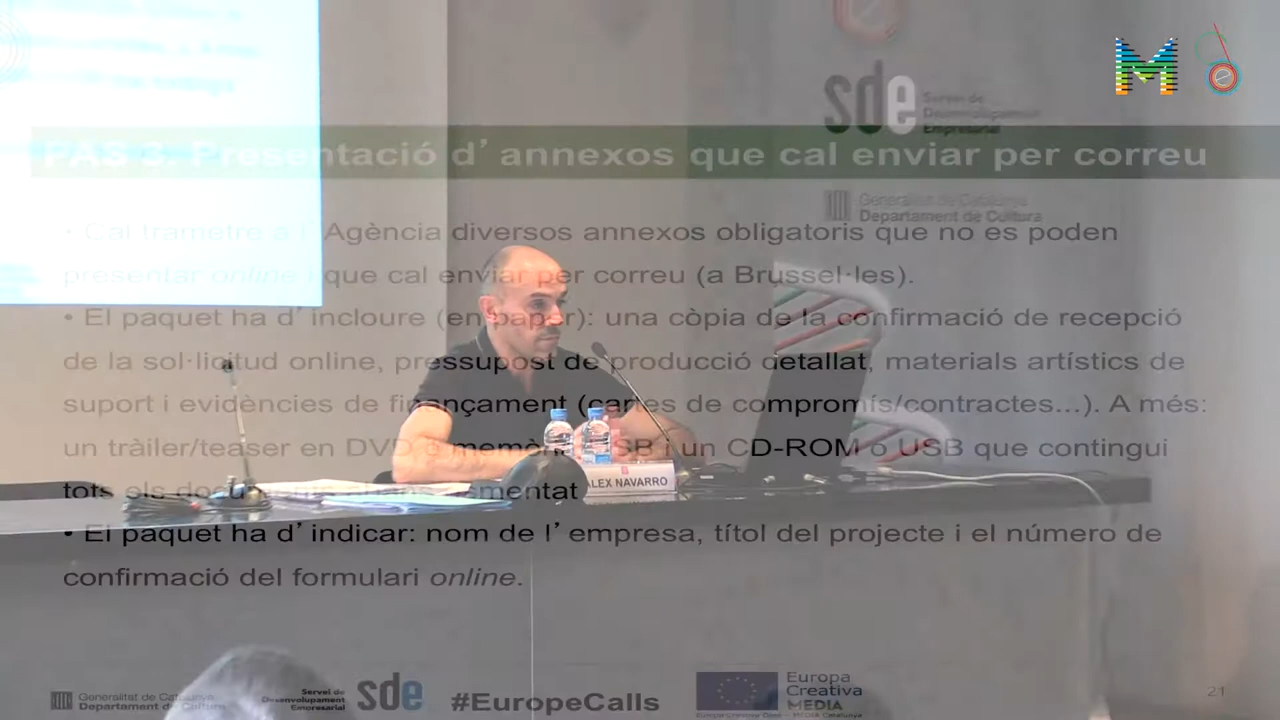 M
sde
Servei de
Desenvolupament
Empresarial
PAS 3. Presentació d’annexos que cal enviar per correu
Generalitat de Catalunya
Departament de Cultura
• Cal trametre a l’Agència diversos annexos obligatoris que no es poden
presentar online i que cal enviar per correu (a Brussel·les).
• El paquet ha d’incloure (en paper): una còpia de la confirmació de recepció
de la sol·licitud online, pressupost de producció detallat, materials artístics de
suport i evidències de finançament (cartes de compromís/contractes...). A més:
un tràiler/teaser en DVD o memòria USB i un CD-ROM o USB que contingui
tots els documents
ALEX NAVARRO
• El paquet ha d’indicar: nom de l’empresa, títol del projecte i el número de
confirmació del formulari online.
Generalitat de Catalunya
Departament de Cultura
Servei de
Desenvolupament
Empresarial
sde
#EuropeCalls
Europa
Creativa
MEDIA
21